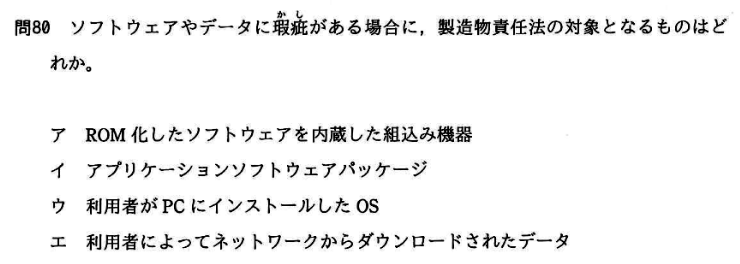 問80 ソフトウェアやデータに瑕疵がある場合に，製造物責任法の対象となるものはど
れか。
ア ROM 化したソフトウェアを内蔵した組込み機器
イ アプリケーションソフトウェアパッケージ
ウ 利用者が PC にインストールした OS
エ 利用者によってネットワークからダウンロードされたデータ